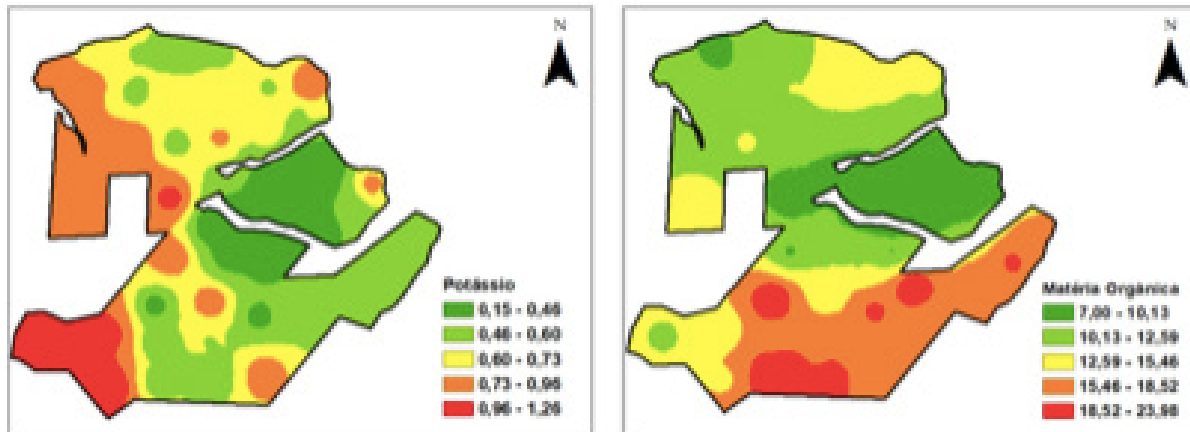 N
Potássio
0,15 - 0,46
0,46 - 0,60
0,60 - 0,73
0,73 - 0,96
0,96 - 1,26
N
Matéria Orgânica
7,00 - 10,13
10,13 - 12,59
12,59 - 15,46
15,46 - 18,52
18,52 - 23,98